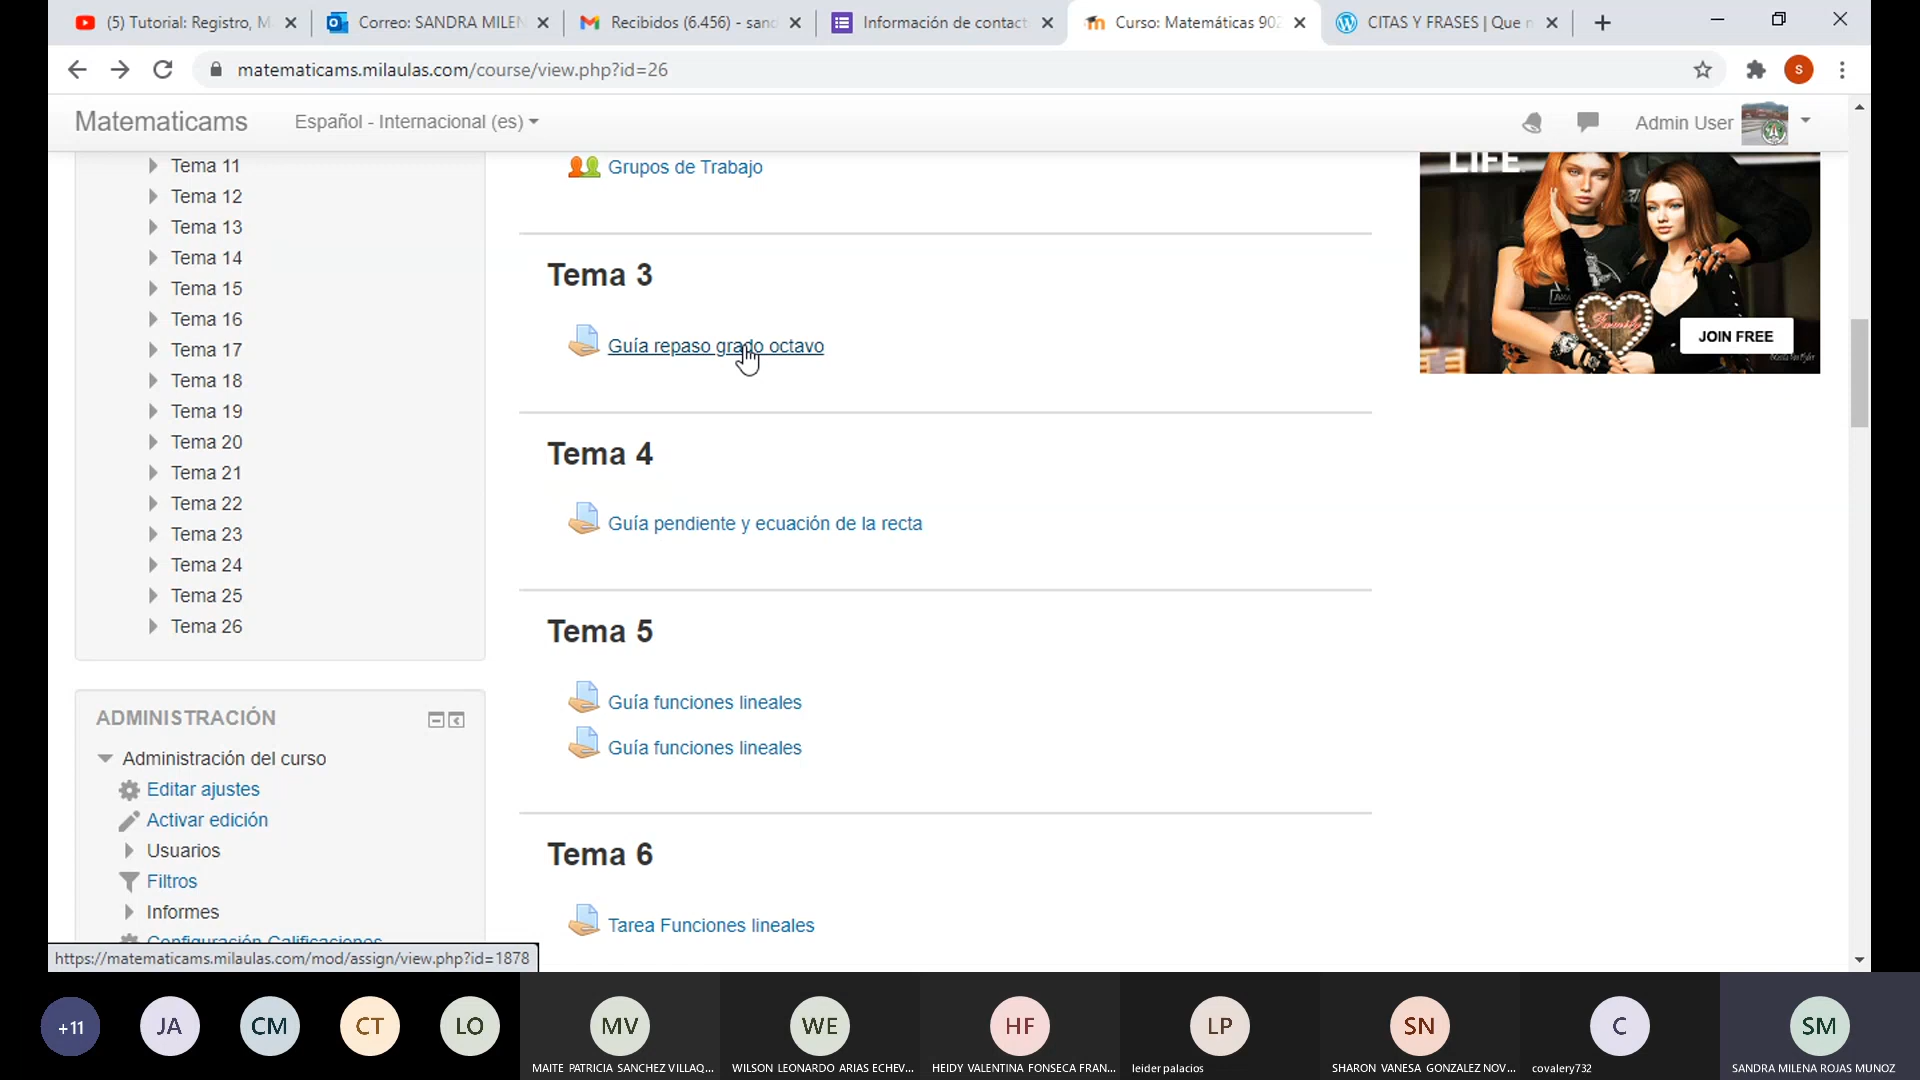 (5) Tutorial: Registro, M
Correo: SANDRA MILEN
Recibidos (6.456) - sand
Información de contact
Curso: Matemáticas 902
CITAS Y FRASES | Que n
matematicams.milaulas.com/course/view.php?id=26
S
Matematicams
Español - Internacional (es)
Admin User
Tema 11
Tema 12
Tema 13
Tema 14
Tema 15
Tema 16
Tema 17
Tema 18
Tema 19
Tema 20
Tema 21
Tema 22
Tema 23
Tema 24
Tema 25
Tema 26
ADMINISTRACIÓN
Administración del curso
Editar ajustes
Activar edición
Usuarios
Filtros
Informes
Configuración Calificaciones
Grupos de Trabajo
Tema 3
Guía repaso grado octavo
Tema 4
Guía pendiente y ecuación de la recta
Tema 5
Guía funciones lineales
Guía funciones lineales
Tema 6
Tarea Funciones lineales
LIFE
JOIN FREE
https://matematicams.milaulas.com/mod/assign/view.php?id=1878
+11
JA
CM
CT
LO
MV
WE
HF
LP
SN
C
SM
MAITE PATRICIA SANCHEZ VILLAQ...
WILSON LEONARDO ARIAS ECHEV...
HEIDY VALENTINA FONSECA FRAN...
leider palacios
SHARON VANESA GONZALEZ NOV...
covalery732
SANDRA MILENA ROJAS MUNOZ